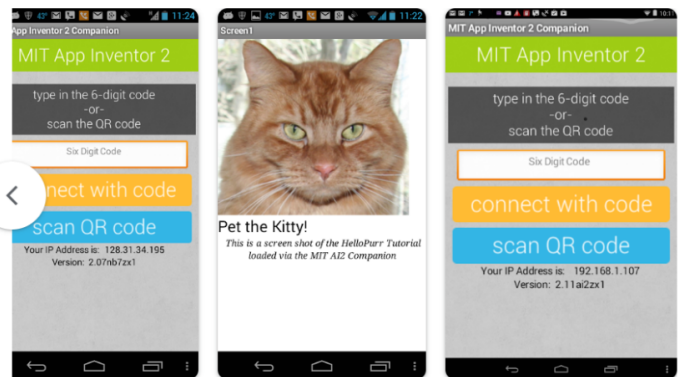 43° 11:24
App Inventor 2 Companion
MIT App Inventor 2
type in the 6-digit code
-or-
scan the QR code
Six Digit Code
nect with code
scan QR code
Your IP Address is: 128.31.34.195
Version: 2.07nb7zx1
43° 11:22
Screen1
Pet the Kitty!
This is a screen shot of the HelloPurr Tutorial
loaded via the MIT AI2 Companion
10:11
MIT App Inventor 2 Companion
MIT App Inventor 2
type in the 6-digit code
-or-
scan the QR code
Six Digit Code
connect with code
scan QR code
Your IP Address is: 192.168.1.107
Version: 2.11ai2zx1